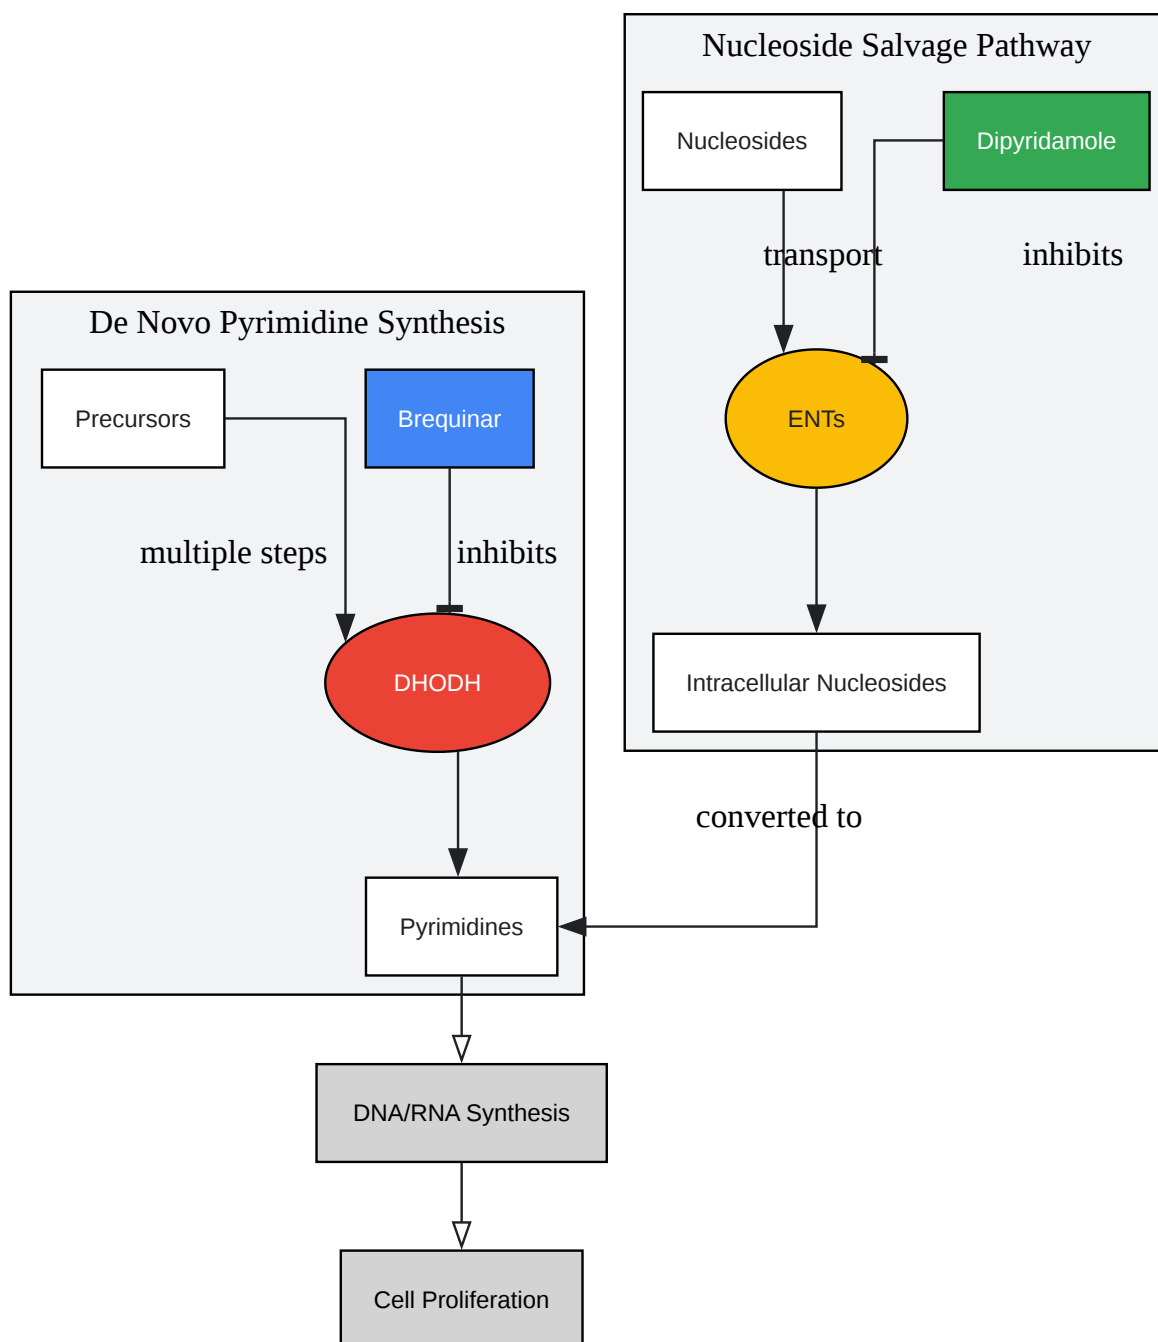 Nucleoside Salvage Pathway
Nucleosides
Dipyridamole
transport
inhibits
De Novo Pyrimidine Synthesis
Precursors
Brequinar
ENTs
multiple steps
inhibits
DHODH
Intracellular Nucleosides
converted to
Pyrimidines
DNA/RNA Synthesis
Cell Proliferation